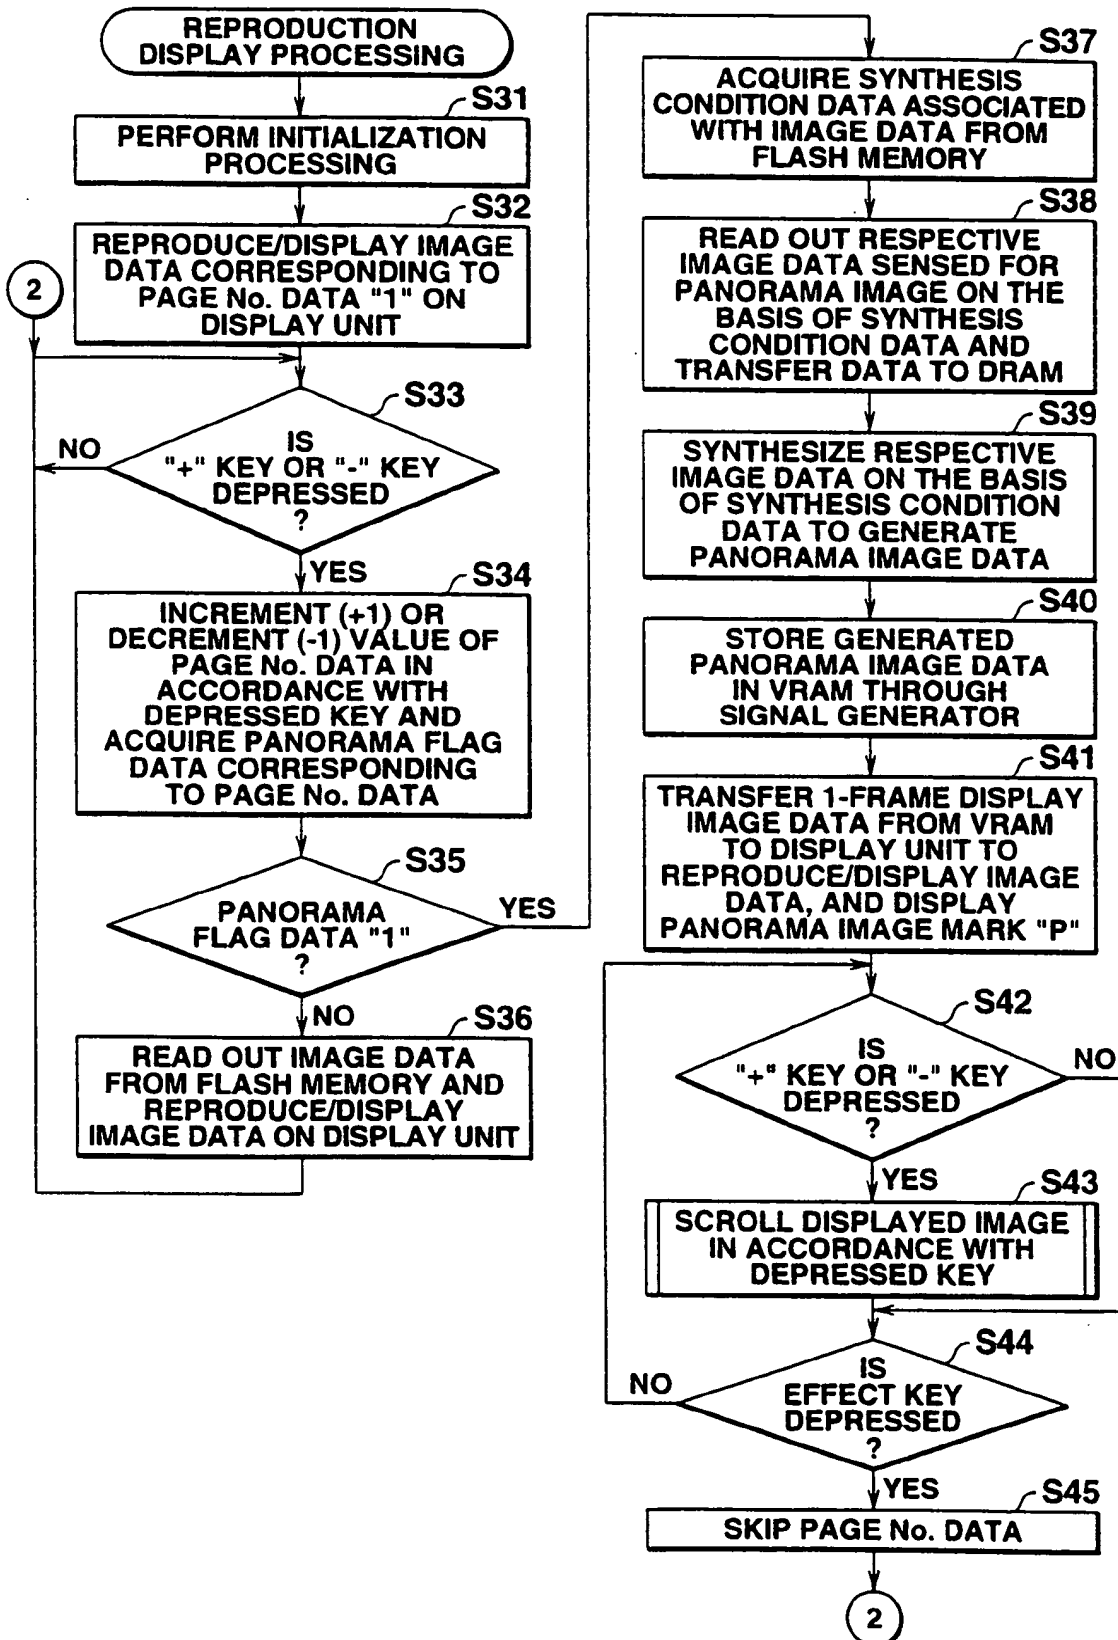 REPRODUCTION
DISPLAY PROCESSING
S31
PERFORM INITIALIZATION
PROCESSING
S32
REPRODUCE/DISPLAY IMAGE
DATA CORRESPONDING TO
PAGE No. DATA "1" ON
DISPLAY UNIT
2
S33
IS
"+" KEY OR "-" KEY
DEPRESSED
?
NO
YES
S34
INCREMENT (+1) OR
DECREMENT (-1) VALUE OF
PAGE No. DATA IN
ACCORDANCE WITH
DEPRESSED KEY AND
ACQUIRE PANORAMA FLAG
DATA CORRESPONDING
TO PAGE No. DATA
S35
PANORAMA
FLAG DATA "1"
?
YES
NO
S36
READ OUT IMAGE DATA
FROM FLASH MEMORY AND
REPRODUCE/DISPLAY
IMAGE DATA ON DISPLAY UNIT
S37
ACQUIRE SYNTHESIS
CONDITION DATA ASSOCIATED
WITH IMAGE DATA FROM
FLASH MEMORY
S38
READ OUT RESPECTIVE
IMAGE DATA SENSED FOR
PANORAMA IMAGE ON THE
BASIS OF SYNTHESIS
CONDITION DATA AND
TRANSFER DATA TO DRAM
S39
SYNTHESIZE RESPECTIVE
IMAGE DATA ON THE BASIS
OF SYNTHESIS CONDITION
DATA TO GENERATE
PANORAMA IMAGE DATA
S40
STORE GENERATED
PANORAMA IMAGE DATA
IN VRAM THROUGH
SIGNAL GENERATOR
S41
TRANSFER 1-FRAME DISPLAY
IMAGE DATA FROM VRAM
TO DISPLAY UNIT TO
REPRODUCE/DISPLAY IMAGE
DATA, AND DISPLAY
PANORAMA IMAGE MARK "P"
S42
IS
"+" KEY OR "-" KEY
DEPRESSED
?
NO
YES
S43
SCROLL DISPLAYED IMAGE
IN ACCORDANCE WITH
DEPRESSED KEY
S44
IS
EFFECT KEY
DEPRESSED
?
NO
YES
S45
SKIP PAGE No. DATA
2